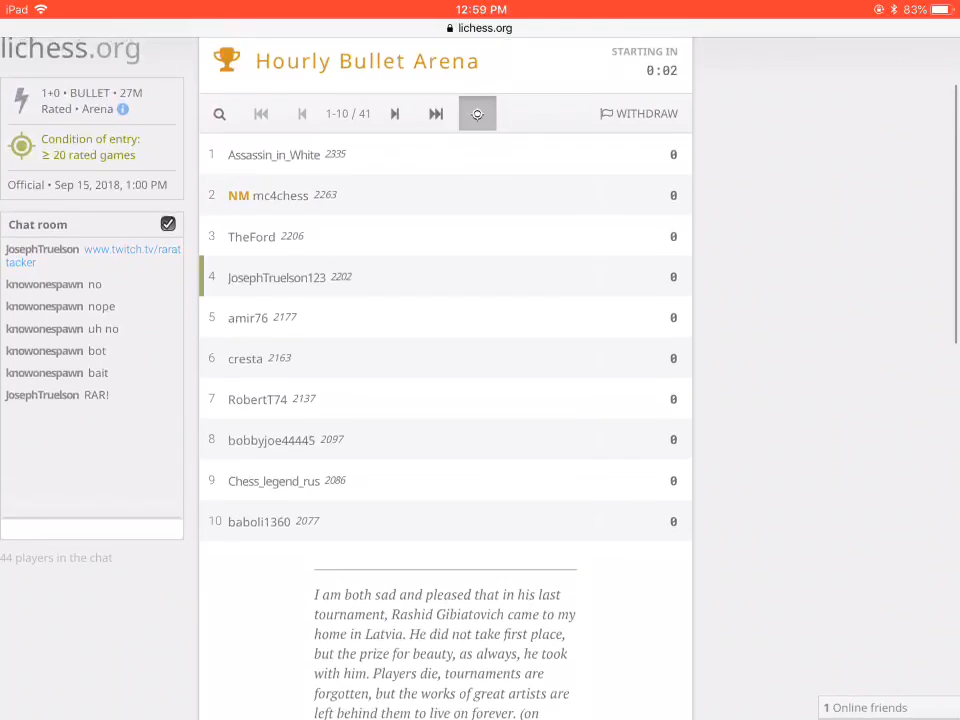 iPad 12:59 PM 83%
lichess.org
lichess.org
1+0 • BULLET • 27M
Rated • Arena
Condition of entry:
≥ 20 rated games
Official • Sep 15, 2018, 1:00 PM
Chat room
JosephTruelson www.twitch.tv/rarat
tacker
knowonespawn no
knowonespawn nope
knowonespawn uh no
knowonespawn bot
knowonespawn bait
JosephTruelson RAR!
44 players in the chat
Hourly Bullet Arena
STARTING IN
0:02
1-10 / 41
WITHDRAW
1 Assassin_in_White 2335 0
2 NM mc4chess 2263 0
3 TheFord 2206 0
4 JosephTruelson123 2202 0
5 amir76 2177 0
6 cresta 2163 0
7 RobertT74 2137 0
8 bobbyjoe44445 2097 0
9 Chess_legend_rus 2086 0
10 baboli1360 2077 0
I am both sad and pleased that in his last
tournament, Rashid Gibiatovich came to my
home in Latvia. He did not take first place,
but the prize for beauty, as always, he took
with him. Players die, tournaments are
forgotten, but the works of great artists are
left behind them to live on forever. (on
1 Online friends